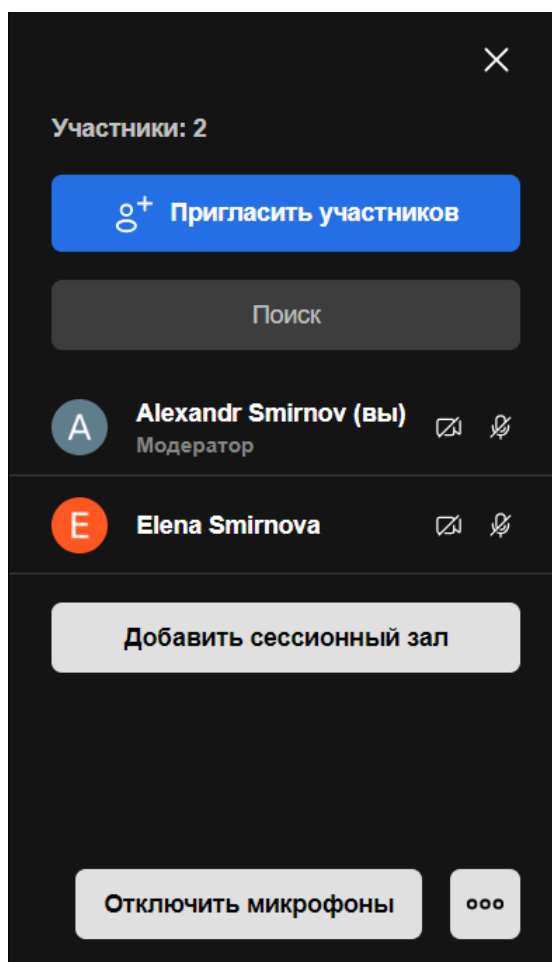 Участники: 2
Пригласить участников
Поиск
A
Alexandr Smirnov (вы)
Модератор
E
Elena Smirnova
Добавить сессионный зал
Отключить микрофоны